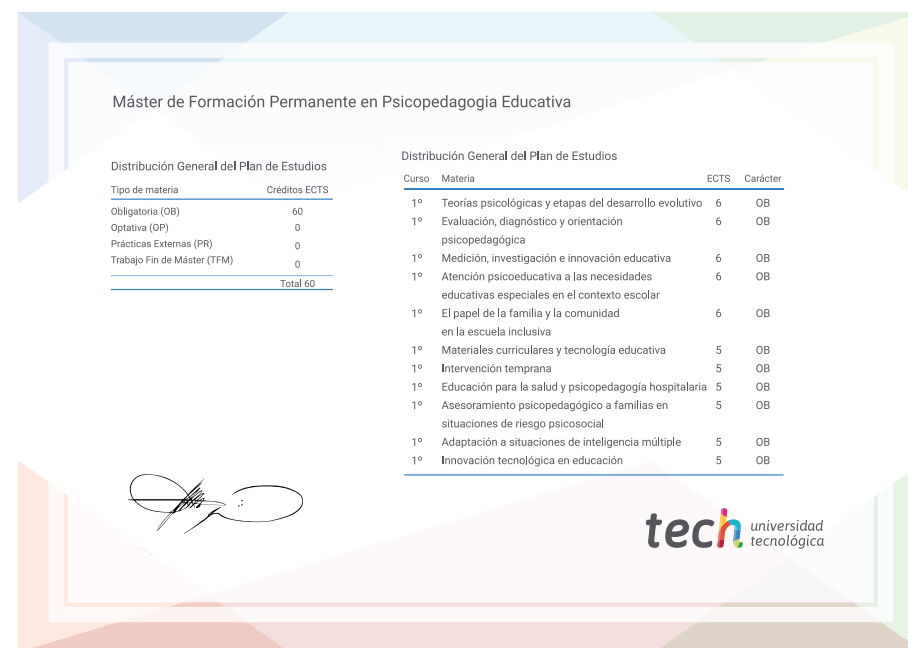 Máster de Formación Permanente en Psicopedagogia Educativa
Distribución General del Plan de Estudios
Tipo de materia Créditos ECTS
Obligatoria (OB) 60
Optativa (OP) 0
Prácticas Externas (PR) 0
Trabajo Fin de Máster (TFM) 0
Total 60
Distribución General del Plan de Estudios
Curso Materia ECTS Carácter
1º Teorías psicológicas y etapas del desarrollo evolutivo 6 OB
1º Evaluación, diagnóstico y orientación 6 OB
psicopedagógica
1º Medición, investigación e innovación educativa 6 OB
1º Atención psicoeducativa a las necesidades 6 OB
educativas especiales en el contexto escolar
1º El papel de la familia y la comunidad 6 OB
en la escuela inclusiva
1º Materiales curriculares y tecnología educativa 5 OB
1º Intervención temprana 5 OB
1º Educación para la salud y psicopedagogía hospitalaria 5 OB
1º Asesoramiento psicopedagógico a familias en 5 OB
situaciones de riesgo psicosocial
1º Adaptación a situaciones de inteligencia múltiple 5 OB
1º Innovación tecnológica en educación 5 OB
tech universidad
tecnológica